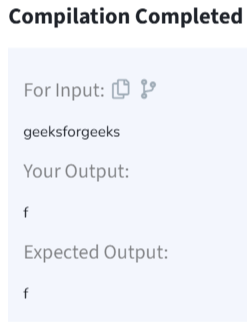 Compilation Completed
For Input:
geeksforgeeks
Your Output:
f
Expected Output:
f